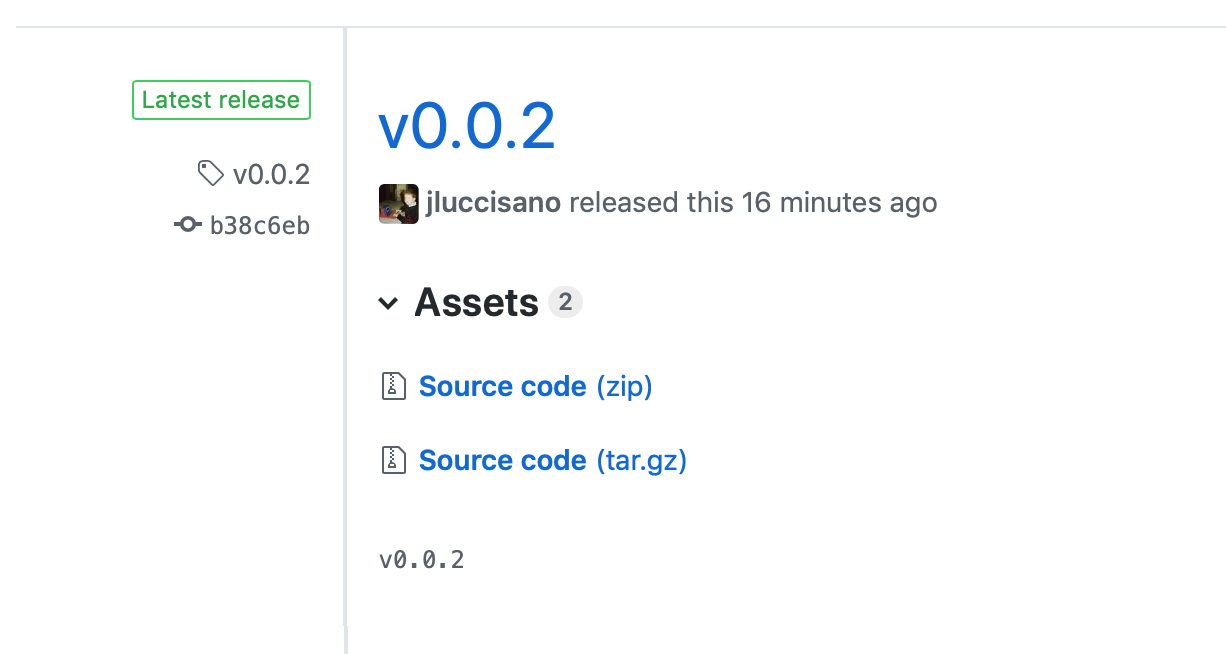 Latest release
v0.0.2
b38c6eb
v0.0.2
jluccisano released this 16 minutes ago
Assets 2
Source code (zip)
Source code (tar.gz)
v0.0.2